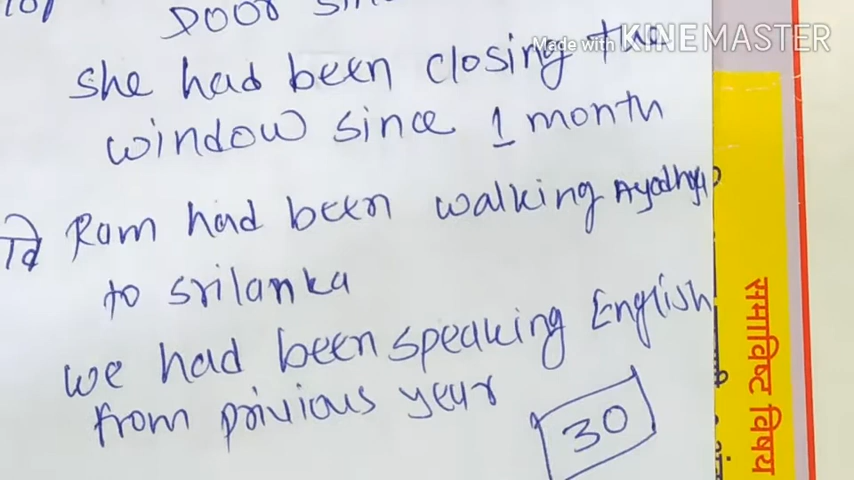 Door
Made with KINEMASTER
she had been closing the
window since 1 month
Ram had been walking Ayodhya
to srilanka
we had been speaking English
from privious year
30
समाविष्ट विषय